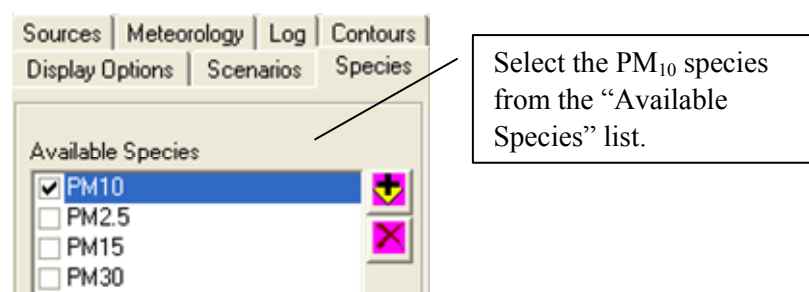 Sources Meteorology Log Contours
Display Options Scenarios Species
Available Species
PM10
PM2.5
PM15
PM30
Select the PM₁₀ species
from the “Available
Species” list.